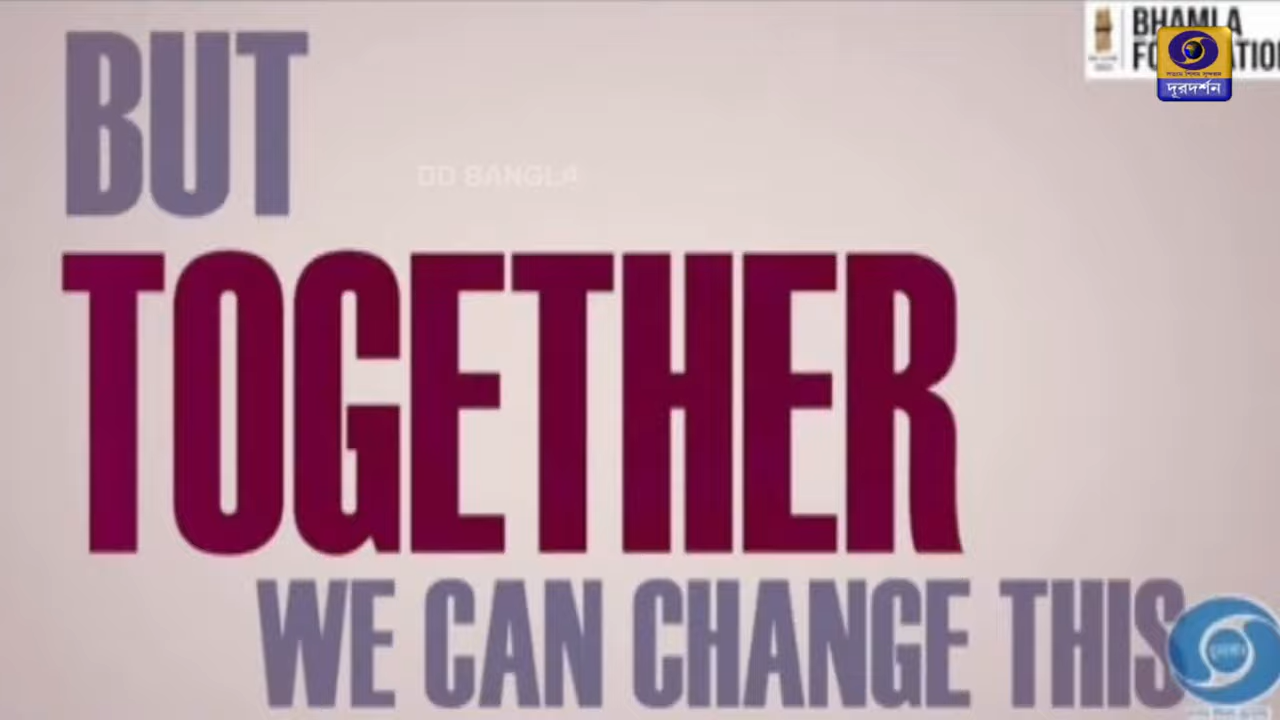 BUT
BHAMLA
DD BANGLA
দূরদর্শন
TOGETHER
WE CAN CHANGE THIS